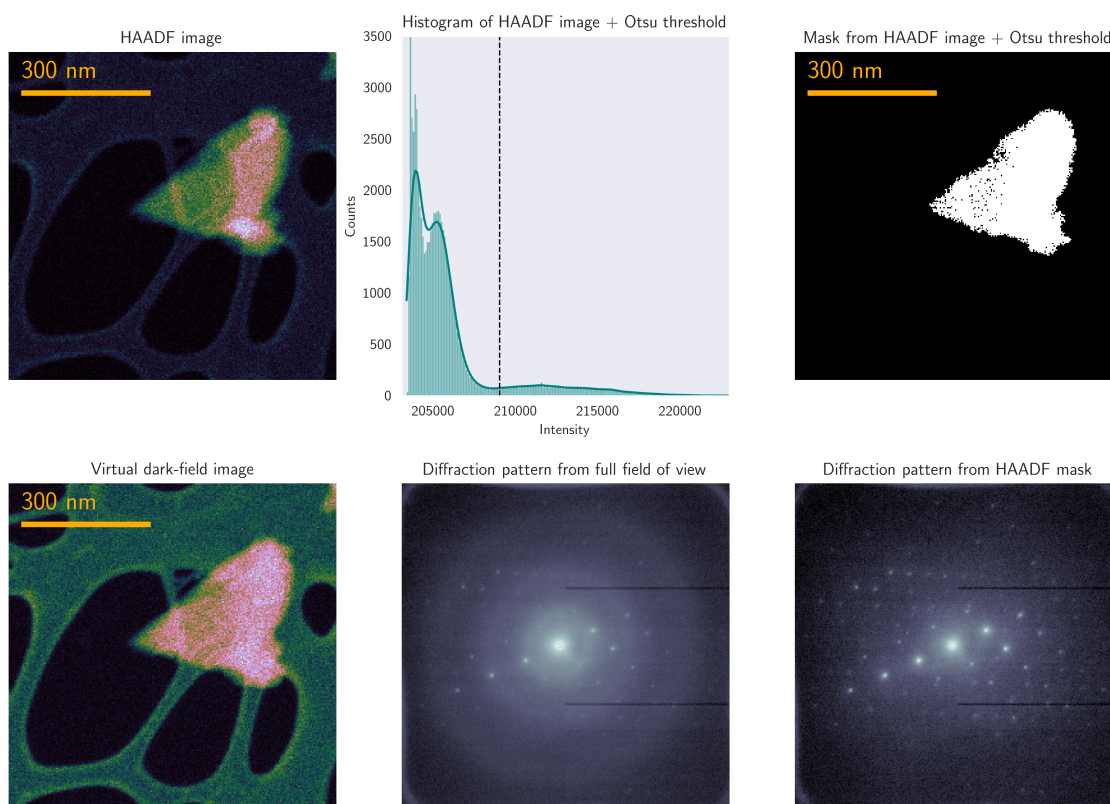 HAADF image
300 nm
Histogram of HAADF image + Otsu threshold
3500
3000
2500
2000
1500
1000
500
0
Counts
205000 210000 215000 220000
Intensity
Mask from HAADF image + Otsu threshold
300 nm
Virtual dark-field image
300 nm
Diffraction pattern from full field of view
Diffraction pattern from HAADF mask